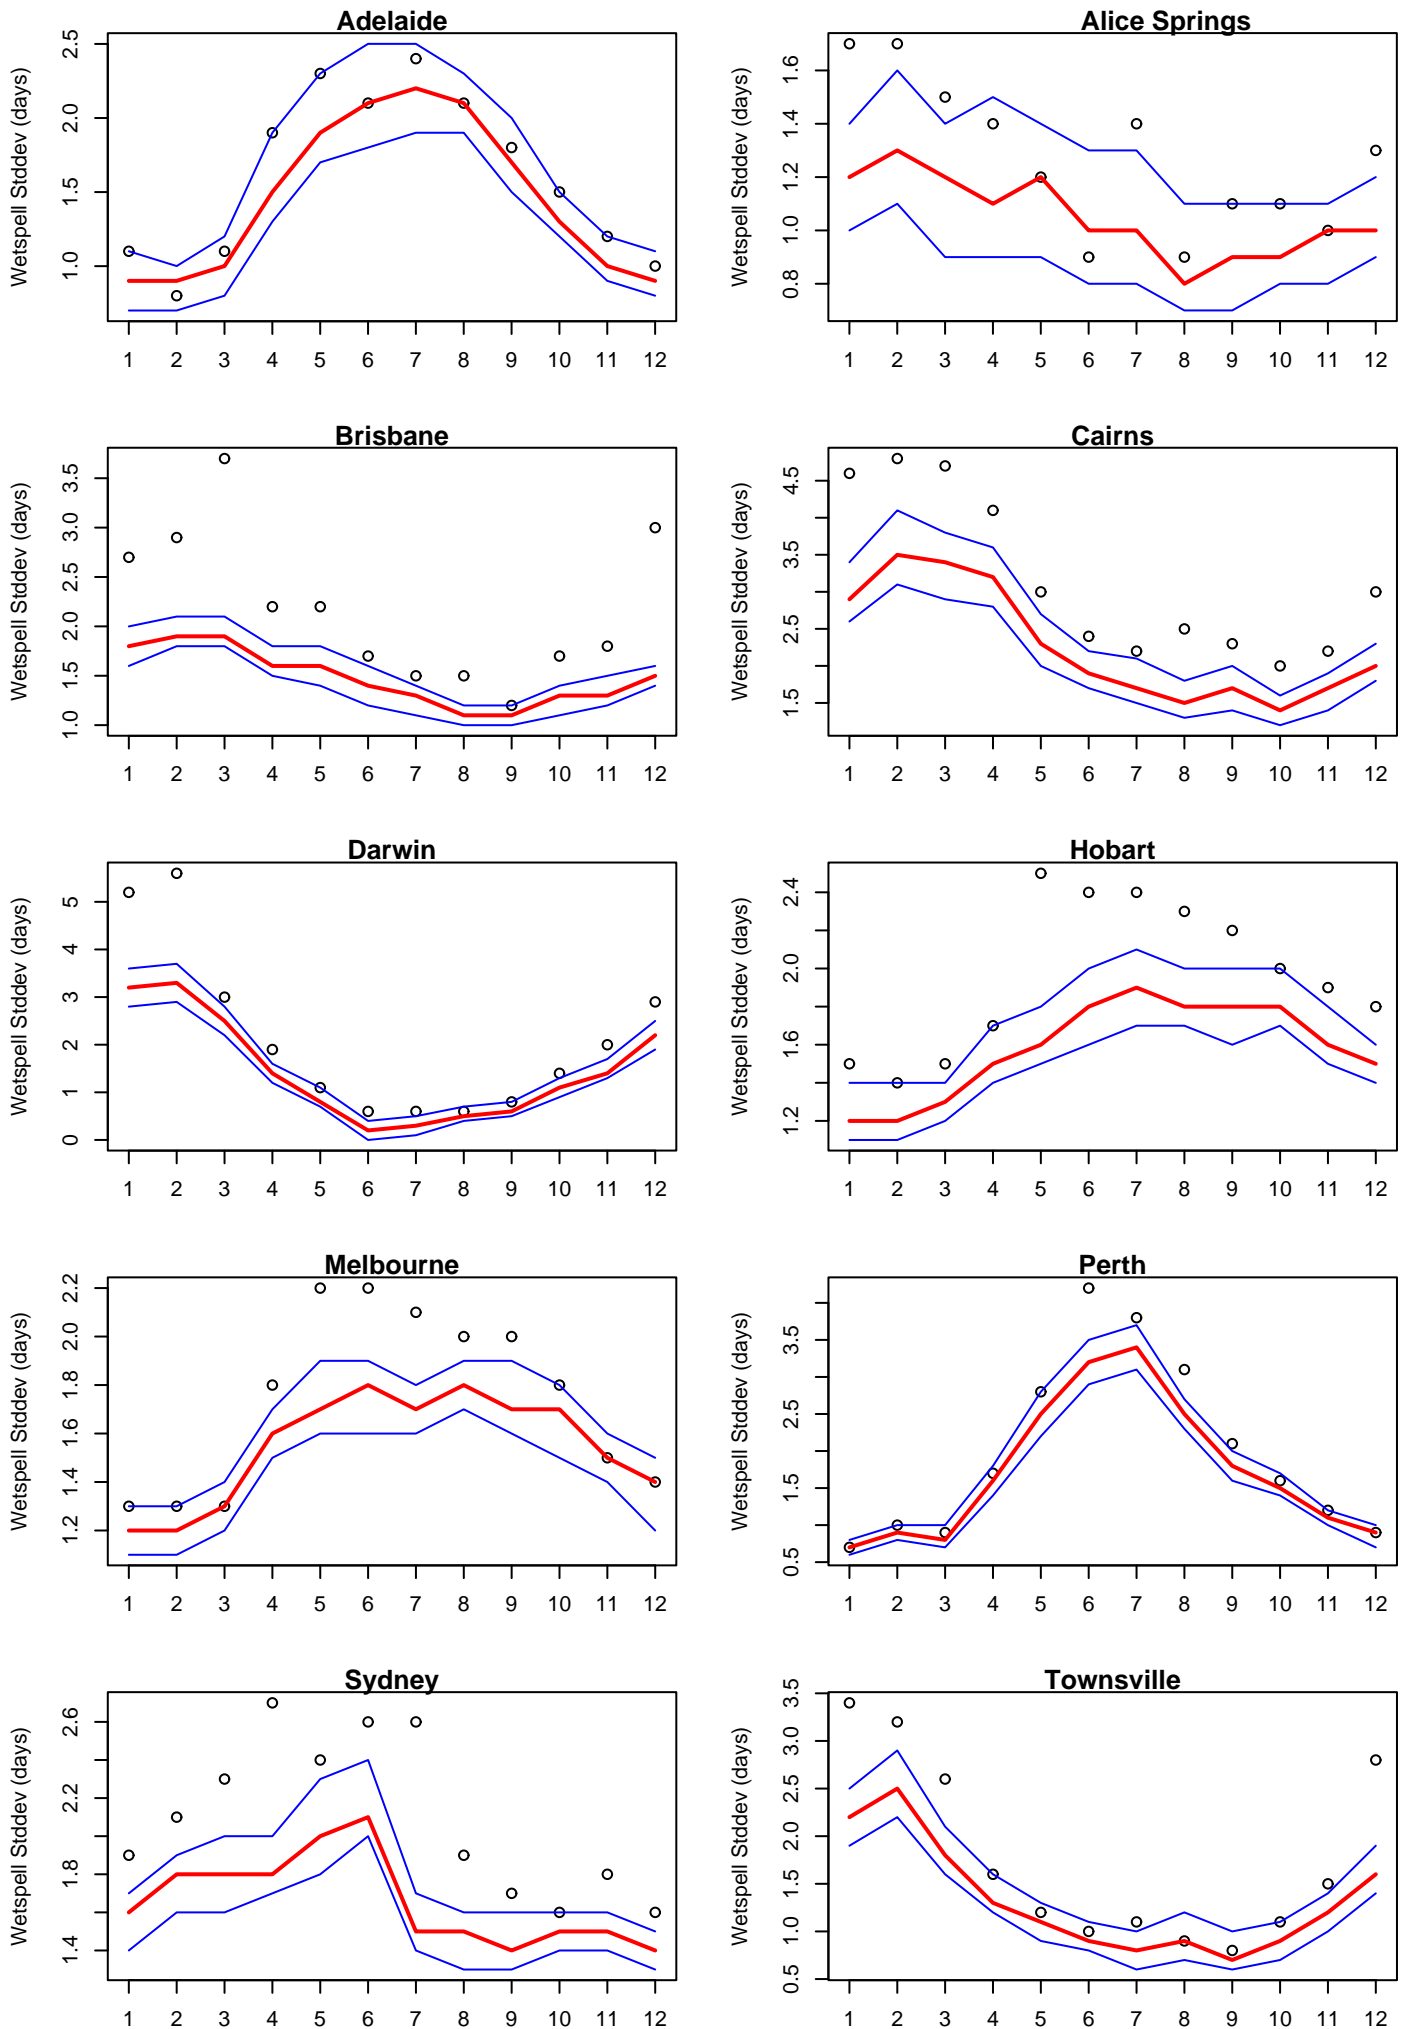 Adelaide
Wetspell Stddev (days)
2.5
2.0
1.5
1.0
1 2 3 4 5 6 7 8 9 10 11 12
Alice Springs
Wetspell Stddev (days)
1.6
1.4
1.2
1.0
0.8
1 2 3 4 5 6 7 8 9 10 11 12
Brisbane
Wetspell Stddev (days)
3.5
3.0
2.5
2.0
1.5
1.0
1 2 3 4 5 6 7 8 9 10 11 12
Cairns
Wetspell Stddev (days)
4.5
3.5
2.5
1.5
1 2 3 4 5 6 7 8 9 10 11 12
Darwin
Wetspell Stddev (days)
5
4
3
2
1
0
1 2 3 4 5 6 7 8 9 10 11 12
Hobart
Wetspell Stddev (days)
2.4
2.0
1.6
1.2
1 2 3 4 5 6 7 8 9 10 11 12
Melbourne
Wetspell Stddev (days)
2.2
2.0
1.8
1.6
1.4
1.2
1 2 3 4 5 6 7 8 9 10 11 12
Perth
Wetspell Stddev (days)
3.5
2.5
1.5
0.5
1 2 3 4 5 6 7 8 9 10 11 12
Sydney
Wetspell Stddev (days)
2.6
2.2
1.8
1.4
1 2 3 4 5 6 7 8 9 10 11 12
Townsville
Wetspell Stddev (days)
3.5
3.0
2.5
2.0
1.5
1.0
0.5
1 2 3 4 5 6 7 8 9 10 11 12